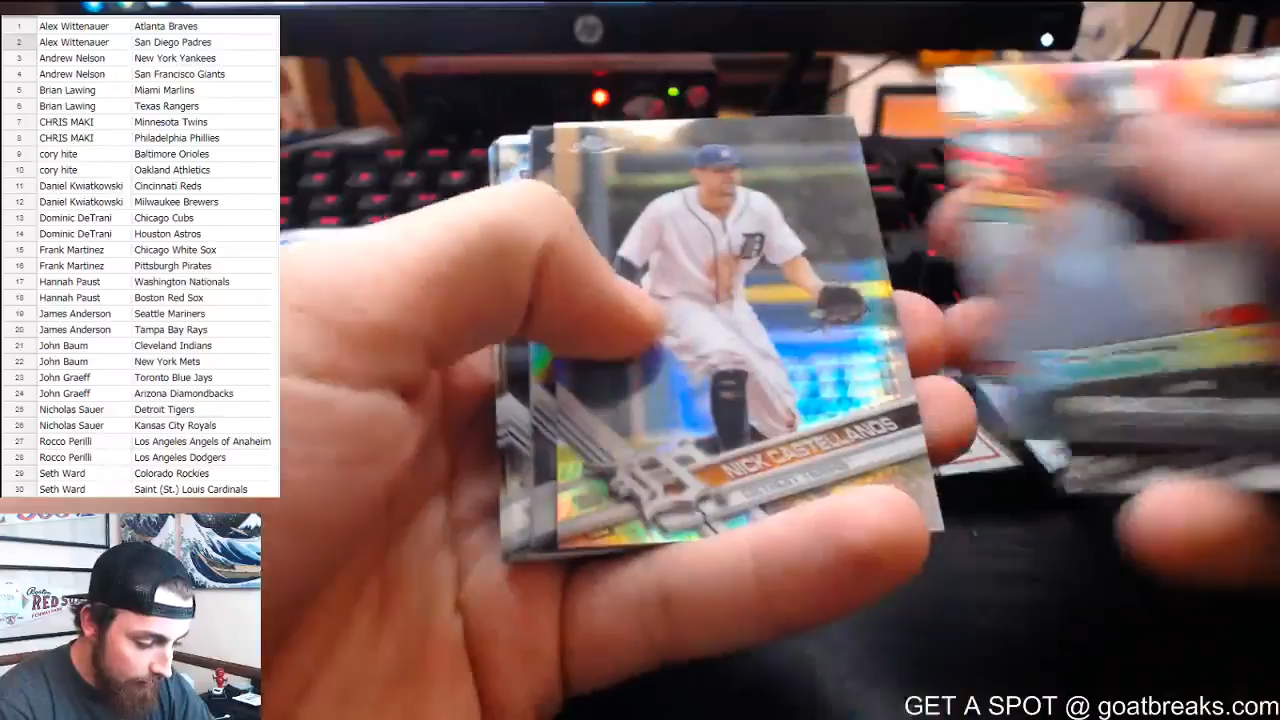 1 Alex Wittenauer Atlanta Braves
2 Alex Wittenauer San Diego Padres
3 Andrew Nelson New York Yankees
4 Andrew Nelson San Francisco Giants
5 Brian Lawing Miami Marlins
6 Brian Lawing Texas Rangers
7 CHRIS MAKI Minnesota Twins
8 CHRIS MAKI Philadelphia Phillies
9 cory hite Baltimore Orioles
10 cory hite Oakland Athletics
11 Daniel Kwiatkowski Cincinnati Reds
12 Daniel Kwiatkowski Milwaukee Brewers
13 Dominic DeTrani Chicago Cubs
14 Dominic DeTrani Houston Astros
15 Frank Martinez Chicago White Sox
16 Frank Martinez Pittsburgh Pirates
17 Hannah Paust Washington Nationals
18 Hannah Paust Boston Red Sox
19 James Anderson Seattle Mariners
20 James Anderson Tampa Bay Rays
21 John Baum Cleveland Indians
22 John Baum New York Mets
23 John Graeff Toronto Blue Jays
24 John Graeff Arizona Diamondbacks
25 Nicholas Sauer Detroit Tigers
26 Nicholas Sauer Kansas City Royals
27 Rocco Perilli Los Angeles Angels of Anaheim
28 Rocco Perilli Los Angeles Dodgers
29 Seth Ward Colorado Rockies
30 Seth Ward Saint (St.) Louis Cardinals
hp
D
NICK CASTELLANOS
Boston
RED SO
GET A SPOT @ goatbreaks.com